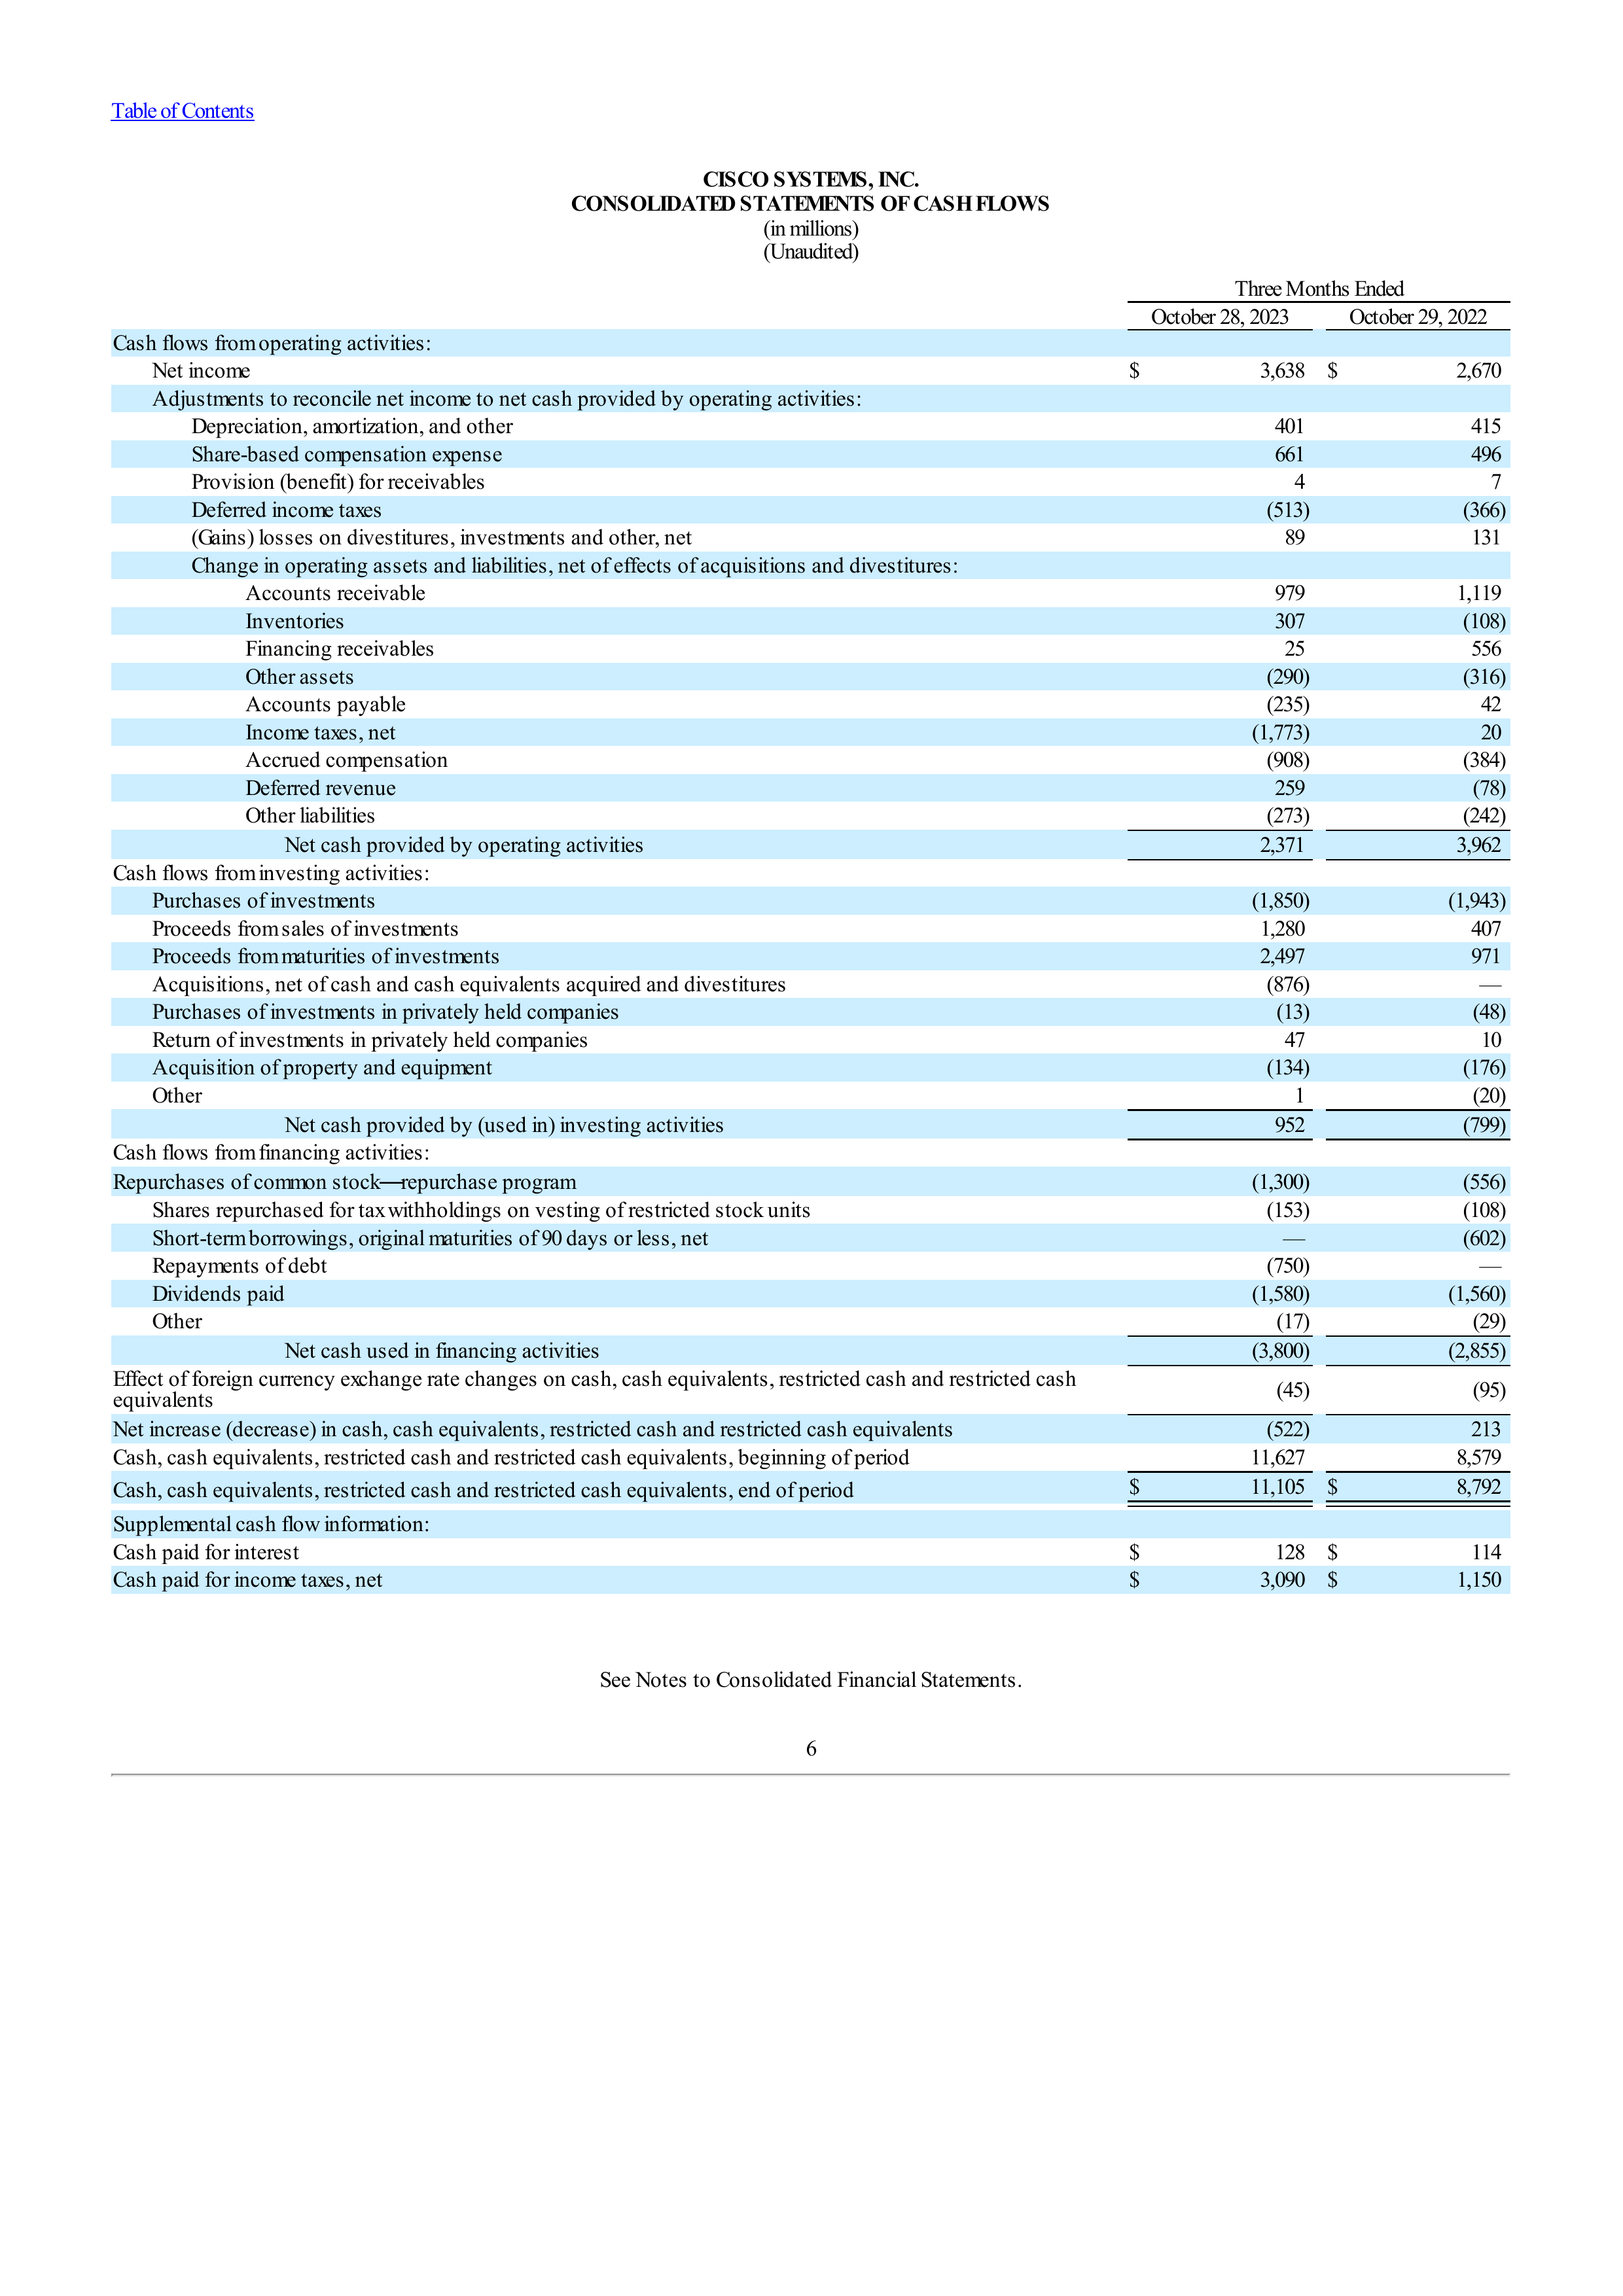 Table of Contents
CISCO SYSTEMS, INC.
CONSOLIDATED STATEMENTS OF CASH FLOWS
(in millions)
(Unaudited)
Three Months Ended
October 28, 2023 October 29, 2022
Cash flows from operating activities:
Net income $ 3,638 $ 2,670
Adjustments to reconcile net income to net cash provided by operating activities:
Depreciation, amortization, and other 401 415
Share-based compensation expense 661 496
Provision (benefit) for receivables 4 7
Deferred income taxes (513) (366)
(Gains) losses on divestitures, investments and other, net 89 131
Change in operating assets and liabilities, net of effects of acquisitions and divestitures:
Accounts receivable 979 1,119
Inventories 307 (108)
Financing receivables 25 556
Other assets (290) (316)
Accounts payable (235) 42
Income taxes, net (1,773) 20
Accrued compensation (908) (384)
Deferred revenue 259 (78)
Other liabilities (273) (242)
Net cash provided by operating activities 2,371 3,962
Cash flows from investing activities:
Purchases of investments (1,850) (1,943)
Proceeds from sales of investments 1,280 407
Proceeds from maturities of investments 2,497 971
Acquisitions, net of cash and cash equivalents acquired and divestitures (876) —
Purchases of investments in privately held companies (13) (48)
Return of investments in privately held companies 47 10
Acquisition of property and equipment (134) (176)
Other 1 (20)
Net cash provided by (used in) investing activities 952 (799)
Cash flows from financing activities:
Repurchases of common stock—repurchase program (1,300) (556)
Shares repurchased for tax withholdings on vesting of restricted stock units (153) (108)
Short-term borrowings, original maturities of 90 days or less, net — (602)
Repayments of debt (750) —
Dividends paid (1,580) (1,560)
Other (17) (29)
Net cash used in financing activities (3,800) (2,855)
Effect of foreign currency exchange rate changes on cash, cash equivalents, restricted cash and restricted cash
equivalents (45) (95)
Net increase (decrease) in cash, cash equivalents, restricted cash and restricted cash equivalents (522) 213
Cash, cash equivalents, restricted cash and restricted cash equivalents, beginning of period 11,627 8,579
Cash, cash equivalents, restricted cash and restricted cash equivalents, end of period $ 11,105 $ 8,792
Supplemental cash flow information:
Cash paid for interest $ 128 $ 114
Cash paid for income taxes, net $ 3,090 $ 1,150
See Notes to Consolidated Financial Statements.
6